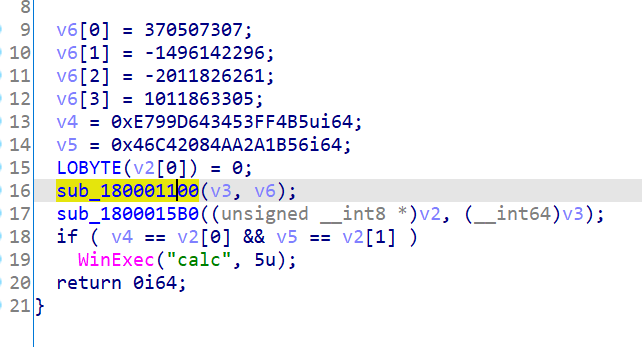 8
9 v6[0] = 370507307;
10 v6[1] = -1496142296;
11 v6[2] = -2011826261;
12 v6[3] = 1011863305;
13 v4 = 0xE799D643453FF4B5ui64;
14 v5 = 0x46C42084AA2A1B56i64;
15 LOBYTE(v2[0]) = 0;
16 sub_180001100(v3, v6);
17 sub_1800015B0((unsigned __int8 *)v2, (__int64)v3);
18 if ( v4 == v2[0] && v5 == v2[1] )
19 WinExec("calc", 5u);
20 return 0i64;
21 }